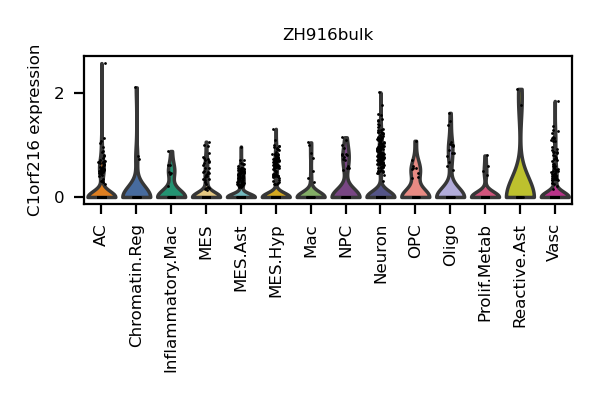 ZH916bulk
C1orf216 expression
2
0
AC
Chromatin.Reg
Inflammatory.Mac
MES
MES.Ast
MES.Hyp
Mac
NPC
Neuron
OPC
Oligo
Prolif.Metab
Reactive.Ast
Vasc